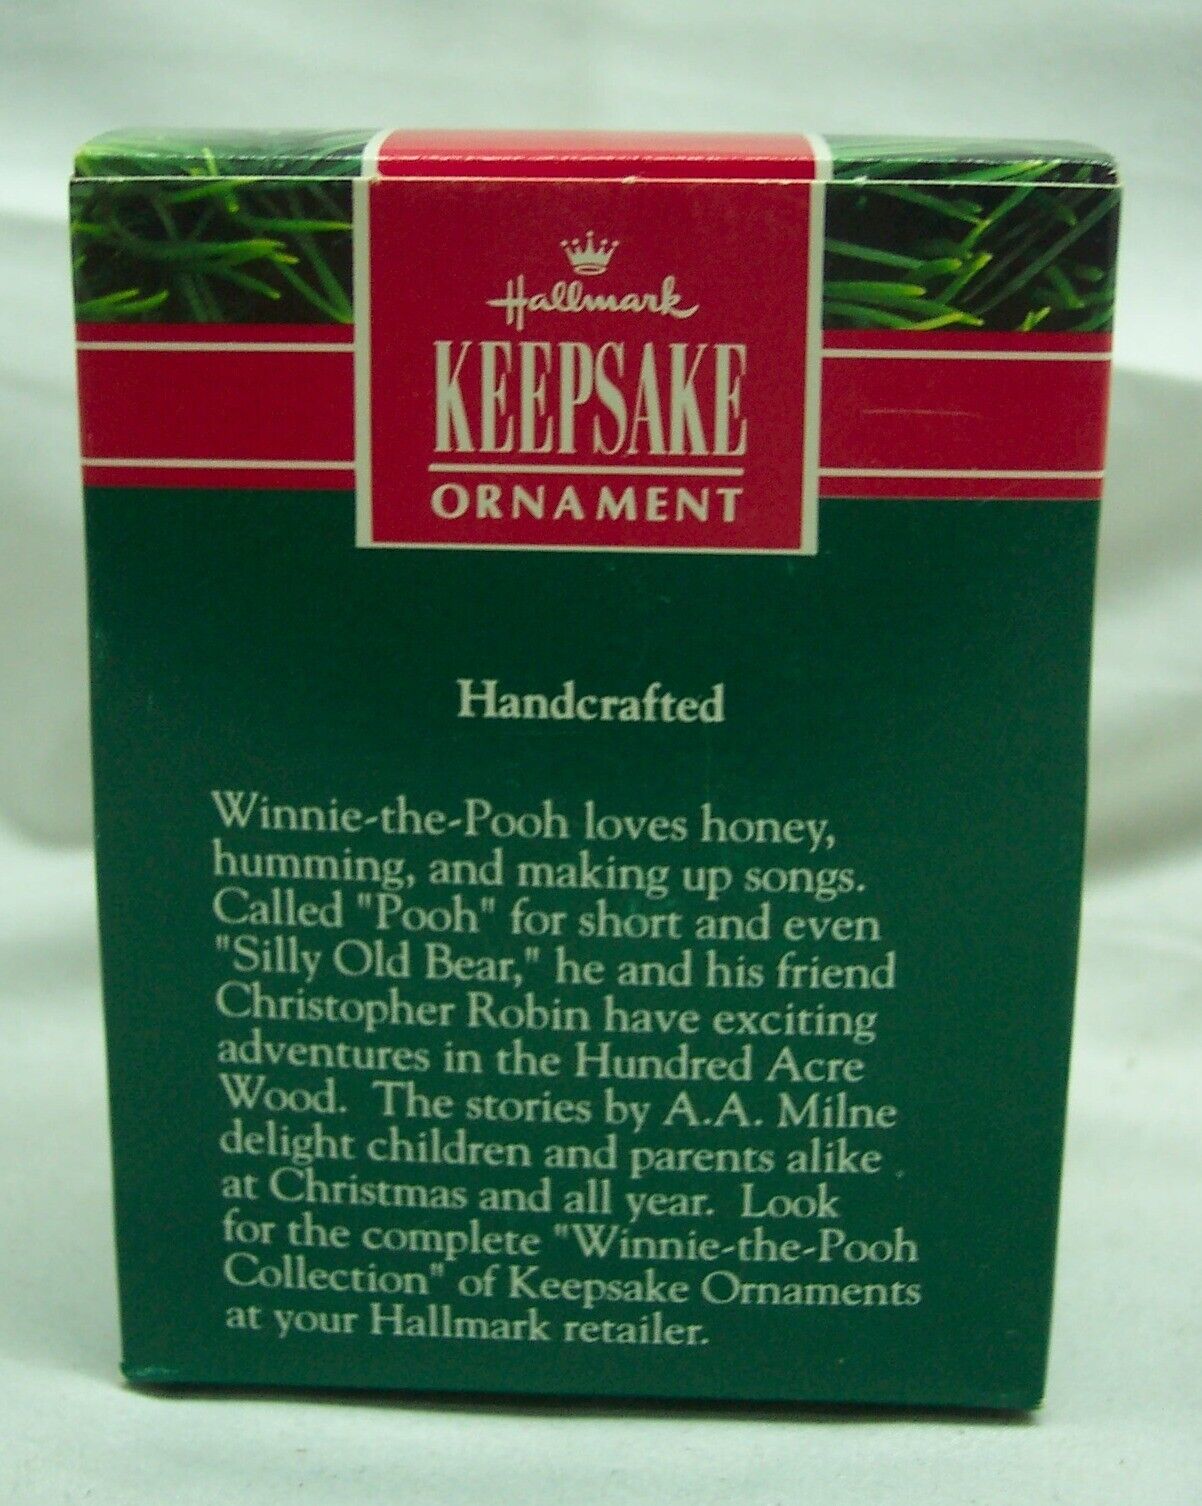 Hallmark
KEEPSAKE
ORNAMENT
Handcrafted
Winnie-the-Pooh loves honey,
humming, and making up songs.
Called "Pooh" for short and even
"Silly Old Bear," he and his friend
Christopher Robin have exciting
adventures in the Hundred Acre
Wood. The stories by A.A. Milne
delight children and parents alike
at Christmas and all year. Look
for the complete "Winnie-the-Pooh
Collection" of Keepsake Ornaments
at your Hallmark retailer.